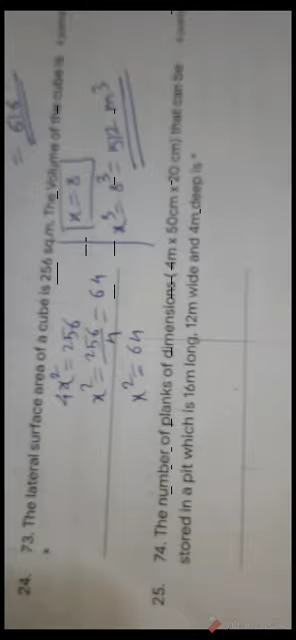 = 616
24. 73. The lateral surface area of a cube is 256 sq.m. The Volume of the cube is
4x² = 256
x² = 256/4 = 64
x² = 64
x = 8
x³ = 8³ = 512 m³
25. 74. The number of planks of dimensions (4m x 50cm x 20 cm) that can be
stored in a pit which is 16m long, 12m wide and 4m deep is *